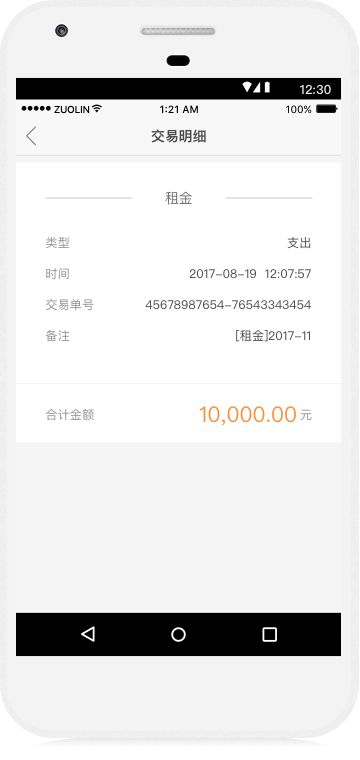 12:30
ZUOLIN 1:21 AM 100%
交易明细
租金
类型 支出
时间 2017-08-19 12:07:57
交易单号 45678987654-76543343454
备注 [租金]2017-11
合计金额 10,000.00 元